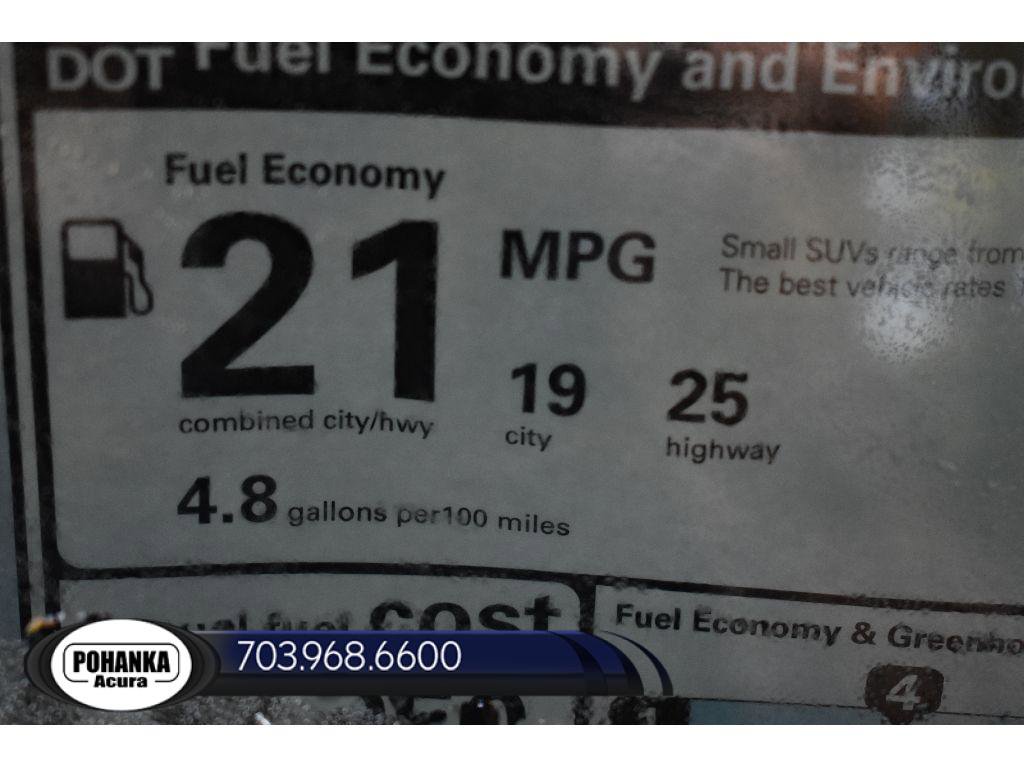 DOT Fuel Economy and Enviro
Fuel Economy
21 MPG
Small SUVs range from
The best vehicle rates
19 25
combined city/hwy city highway
4.8 gallons per100 miles
fuel cost
Fuel Economy & Greenho
4
POHANKA
Acura
703.968.6600